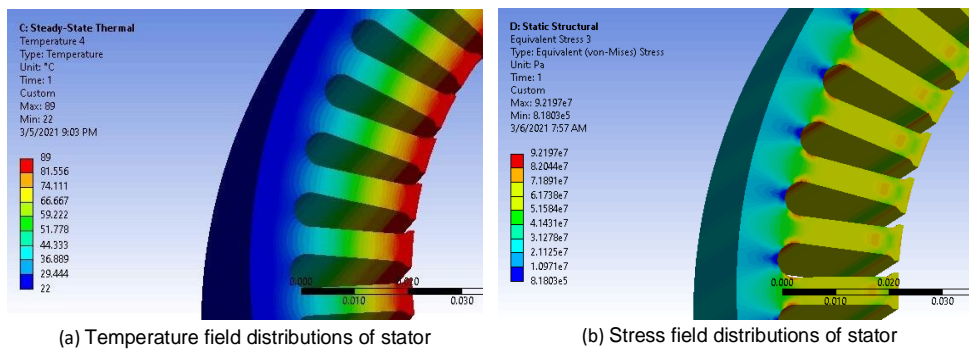 C: Steady-State Thermal
Temperature 4
Type: Temperature
Unit: °C
Time: 1
Custom
Max: 89
Min: 22
3/5/2021 9:03 PM
89
81.556
74.111
66.667
59.222
51.778
44.333
36.889
29.444
22
0.000
0.020
0.010
0.030
(a) Temperature field distributions of stator
D: Static Structural
Equivalent Stress 3
Type: Equivalent (von-Mises) Stress
Unit: Pa
Time: 1
Custom
Max: 9.2197e7
Min: 8.1803e5
3/6/2021 7:57 AM
9.2197e7
8.2044e7
7.1891e7
6.1738e7
5.1584e7
4.1431e7
3.1278e7
2.1125e7
1.0971e7
8.1803e5
0.000
0.020
0.010
0.030
(b) Stress field distributions of stator